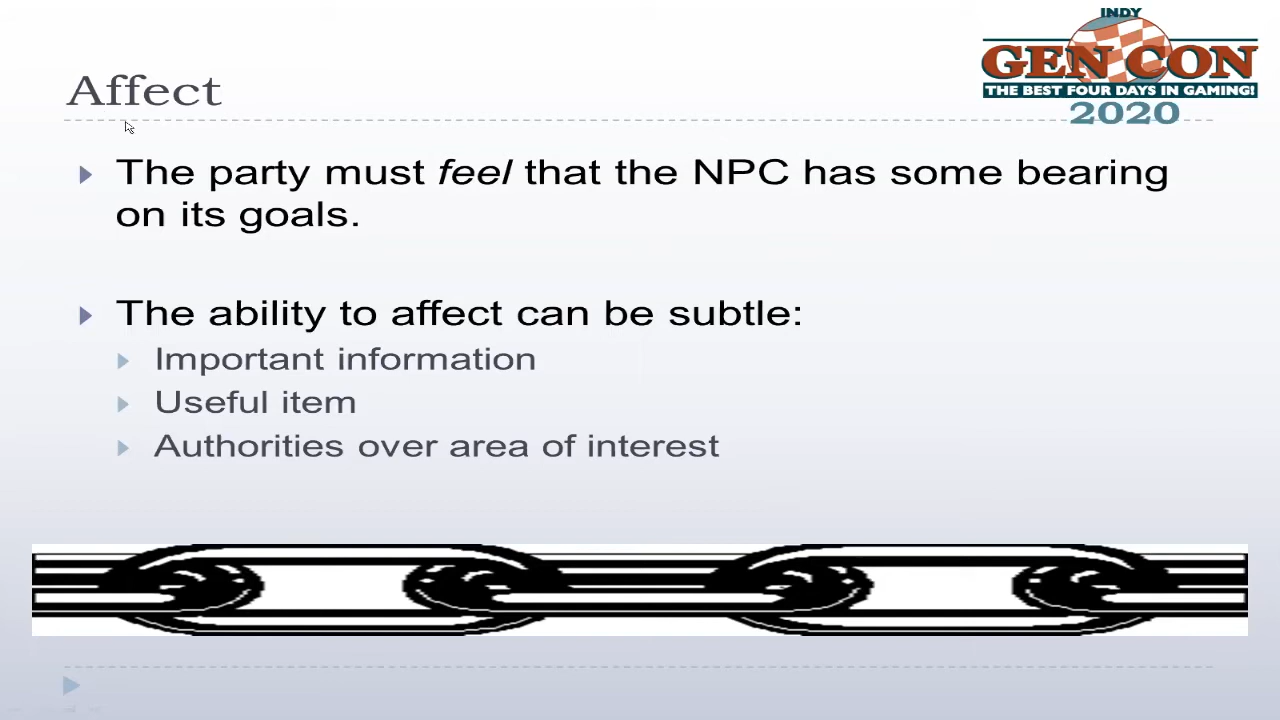 INDY
GEN CON
THE BEST FOUR DAYS IN GAMING!
2020
Affect
The party must feel that the NPC has some bearing
on its goals.
The ability to affect can be subtle:
Important information
Useful item
Authorities over area of interest